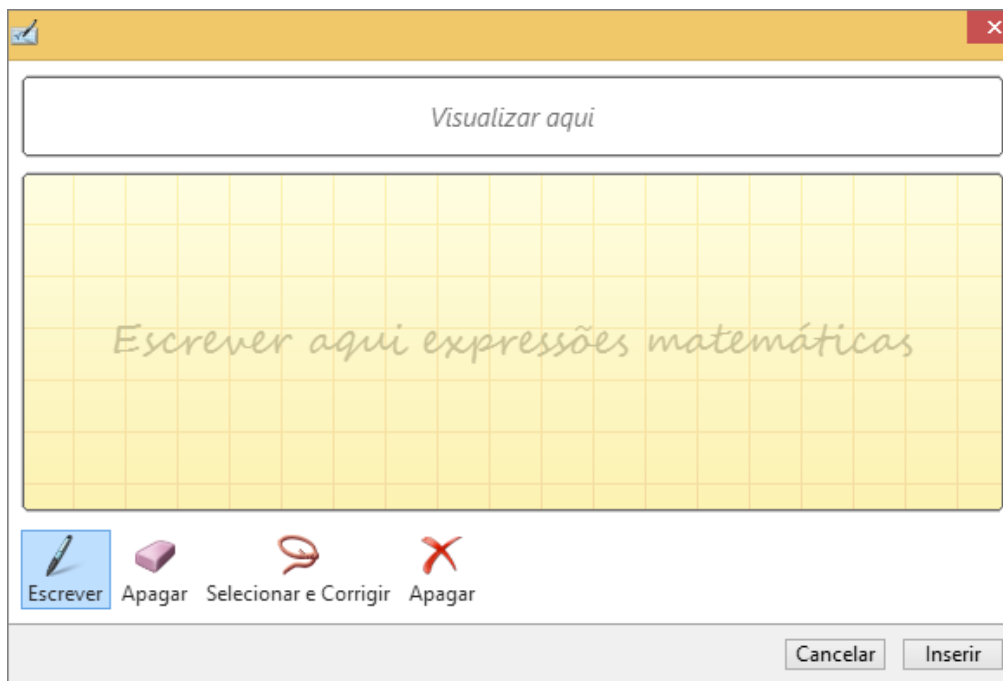 Visualizar aqui
Escrever aqui expressões matemáticas
Escrever Apagar Selecionar e Corrigir Apagar
Cancelar Inserir